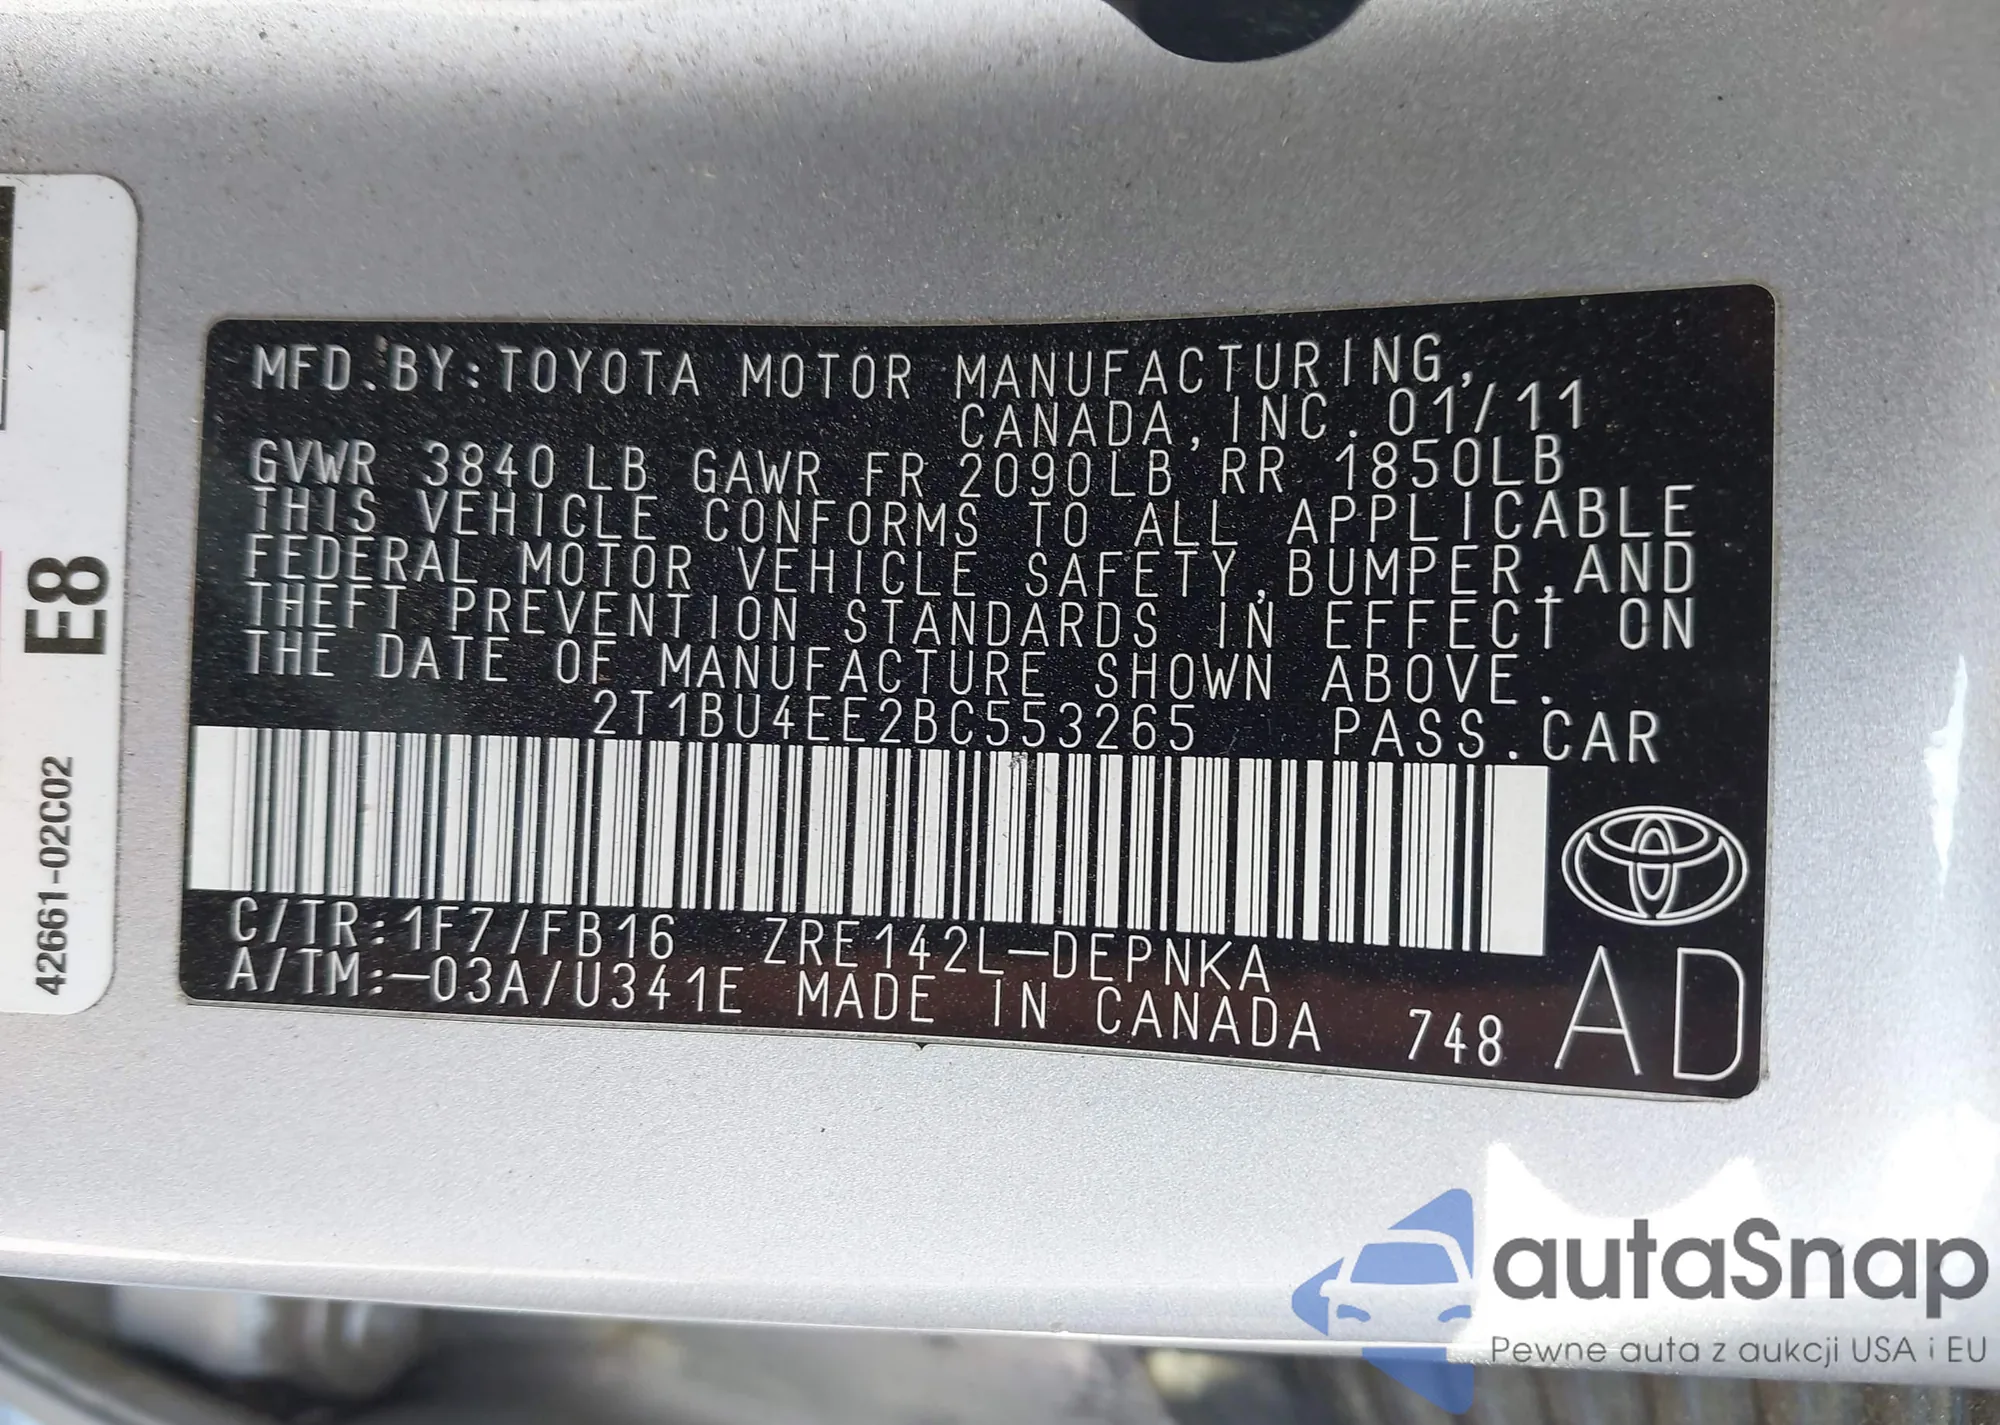 MFD.BY:TOYOTA MOTOR MANUFACTURING,
CANADA,INC.01/11
GVWR 3840 LB GAWR FR 2090LB RR 1850LB
THIS VEHICLE CONFORMS TO ALL APPLICABLE
FEDERAL MOTOR VEHICLE SAFETY,BUMPER,AND
THEFT PREVENTION STANDARDS IN EFFECT ON
THE DATE OF MANUFACTURE SHOWN ABOVE.
2T1BU4EE2BC553265 PASS.CAR
C/TR:1F7/FB16 ZRE142L-DEPNKA
A/TM:-03A/U341E MADE IN CANADA 748 AD
E8
42661-02C02
autaSnap
Pewne auta z aukcji USA i EU